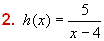 2. h(x) = 5/(x − 4)